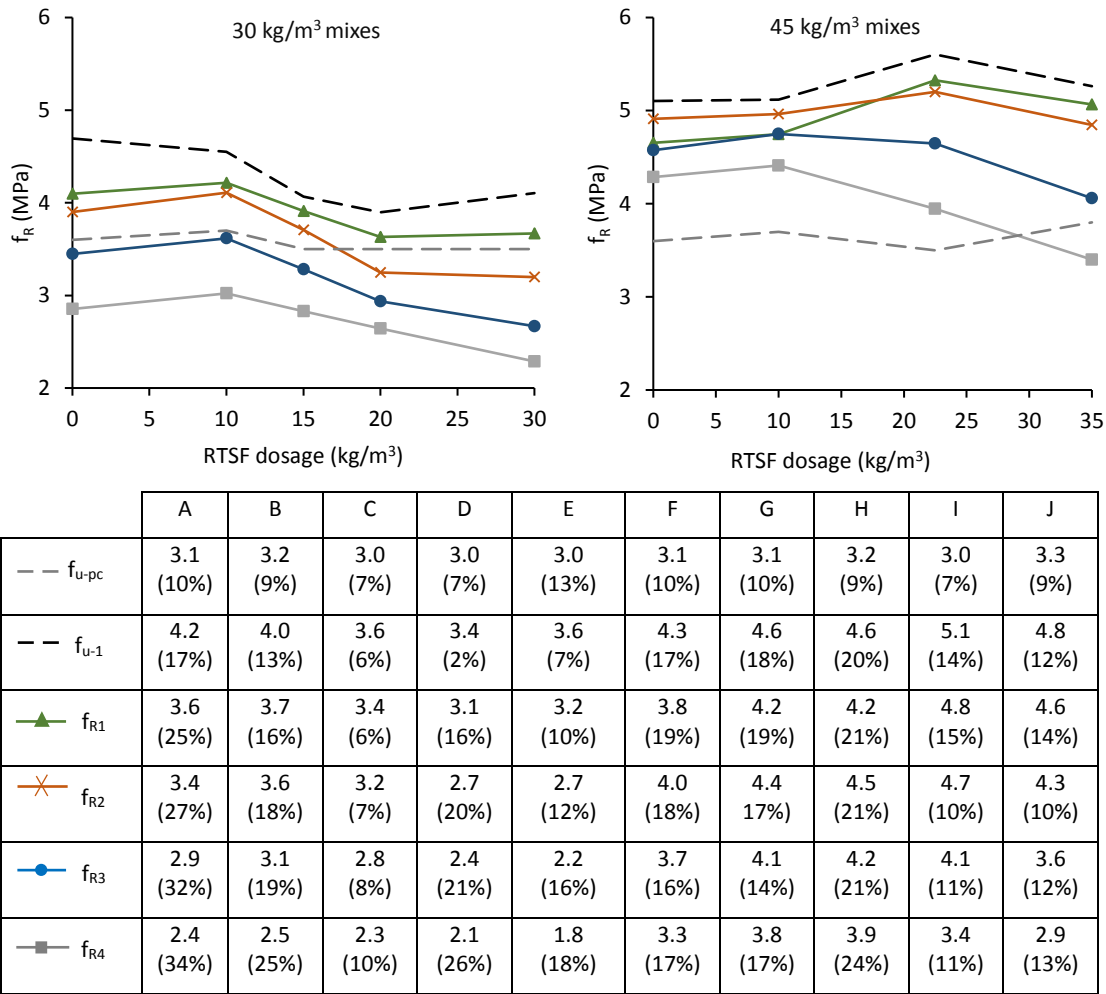 30 kg/m³ mixes
6
5
4
3
2
f_R (MPa)
0 5 10 15 20 25 30
RTSF dosage (kg/m³)
45 kg/m³ mixes
6
5
4
3
2
f_R (MPa)
0 5 10 15 20 25 30 35
RTSF dosage (kg/m³)
A B C D E F G H I J
f_u-pc 3.1 3.2 3.0 3.0 3.0 3.1 3.1 3.2 3.0 3.3
(10%) (9%) (7%) (7%) (13%) (10%) (10%) (9%) (7%) (9%)
f_u-1 4.2 4.0 3.6 3.4 3.6 4.3 4.6 4.6 5.1 4.8
(17%) (13%) (6%) (2%) (7%) (17%) (18%) (20%) (14%) (12%)
f_R1 3.6 3.7 3.4 3.1 3.2 3.8 4.2 4.2 4.8 4.6
(25%) (16%) (6%) (16%) (10%) (19%) (19%) (21%) (15%) (14%)
f_R2 3.4 3.6 3.2 2.7 2.7 4.0 4.4 4.5 4.7 4.3
(27%) (18%) (7%) (20%) (12%) (18%) 17%) (21%) (10%) (10%)
f_R3 2.9 3.1 2.8 2.4 2.2 3.7 4.1 4.2 4.1 3.6
(32%) (19%) (8%) (21%) (16%) (16%) (14%) (21%) (11%) (12%)
f_R4 2.4 2.5 2.3 2.1 1.8 3.3 3.8 3.9 3.4 2.9
(34%) (25%) (10%) (26%) (18%) (17%) (17%) (24%) (11%) (13%)